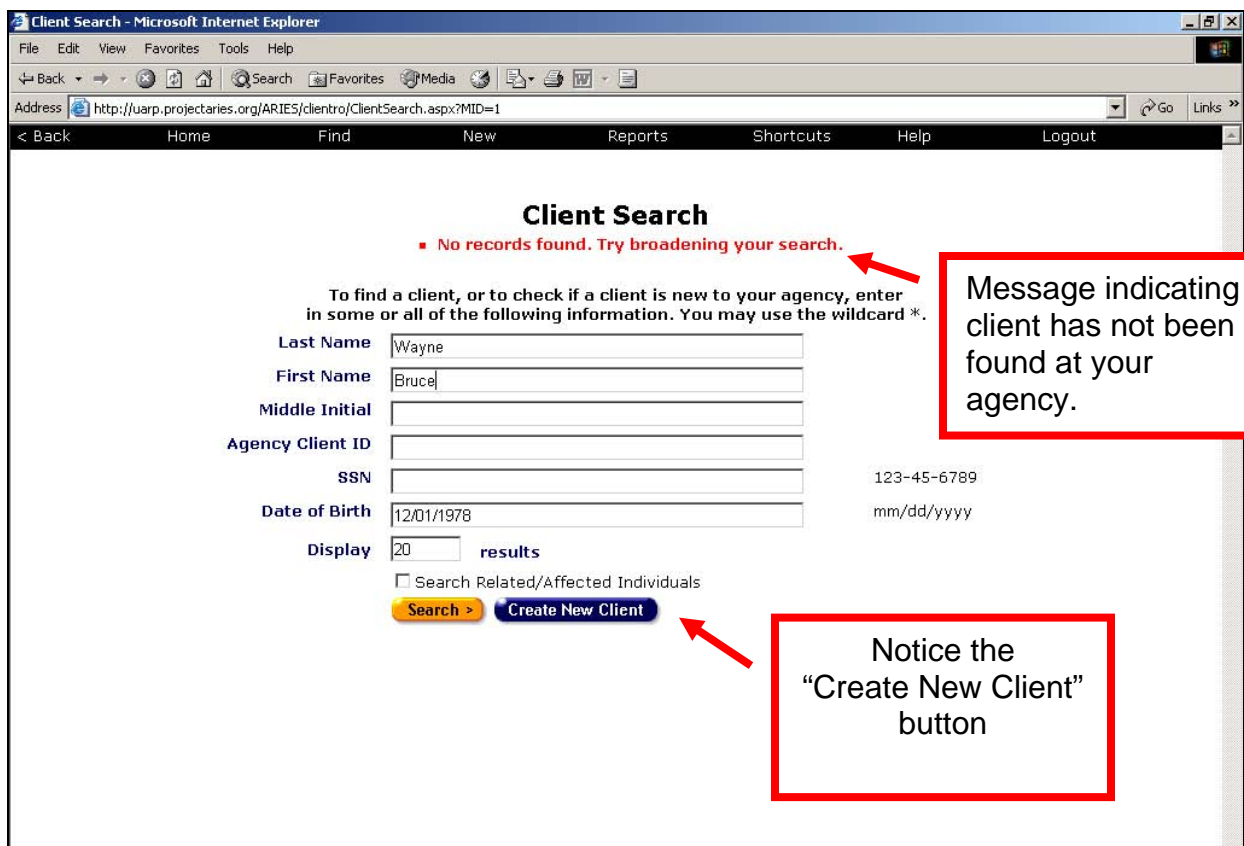 Client Search - Microsoft Internet Explorer
File Edit View Favorites Tools Help
Back Search Favorites Media
Address http://uarp.projectaries.org/ARIES/clientro/ClientSearch.aspx?MID=1 Go Links »
< Back Home Find New Reports Shortcuts Help Logout
Client Search
▪ No records found. Try broadening your search.
To find a client, or to check if a client is new to your agency, enter
in some or all of the following information. You may use the wildcard *.
Message indicating
client has not been
found at your
agency.
Last Name Wayne
First Name Bruce
Middle Initial
Agency Client ID
SSN 123-45-6789
Date of Birth 12/01/1978 mm/dd/yyyy
Display 20 results
Search Related/Affected Individuals
Search > Create New Client
Notice the
“Create New Client”
button